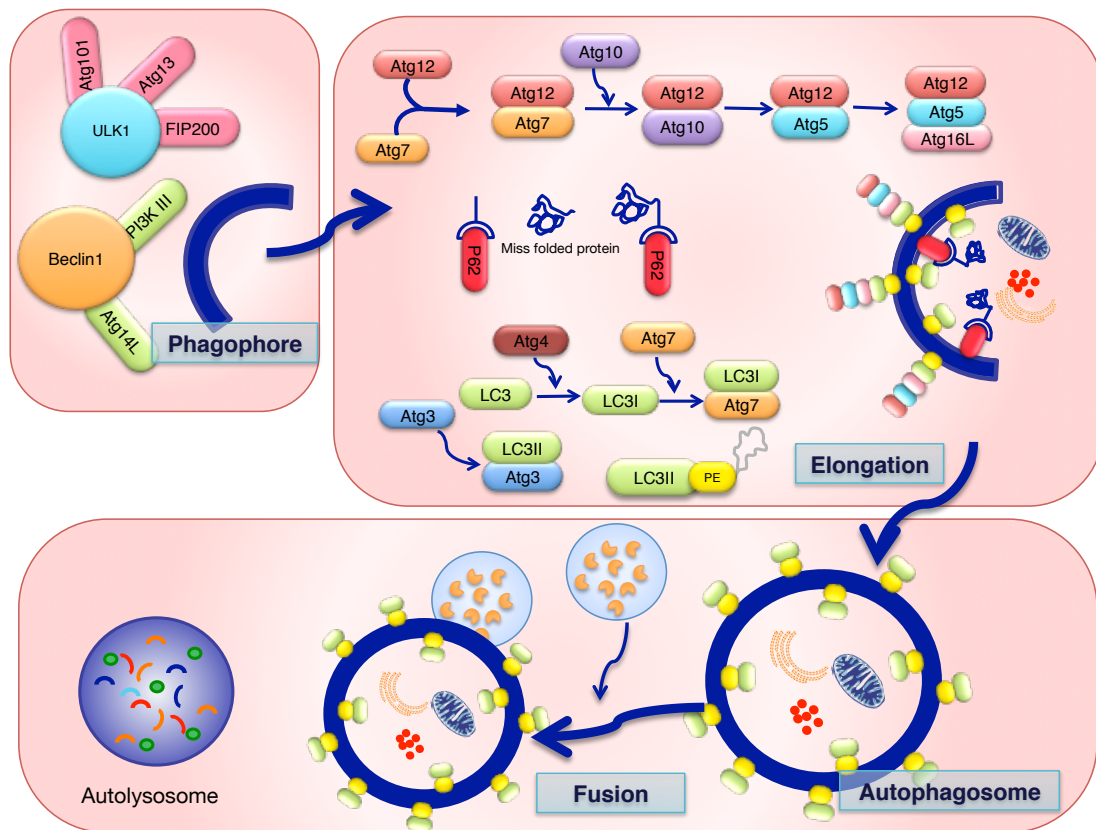 Atg101
Atg13
ULK1
FIP200
PI3K III
Beclin1
Atg14L
Phagophore
Atg12
Atg7
Atg10
Atg12
Atg7
Atg12
Atg10
Atg12
Atg5
Atg12
Atg5
Atg16L
P62
Miss folded protein
P62
Atg4
Atg7
LC3
LC3I
LC3I
Atg7
Atg3
LC3II
Atg3
LC3II
PE
Elongation
Autolysosome
Fusion
Autophagosome